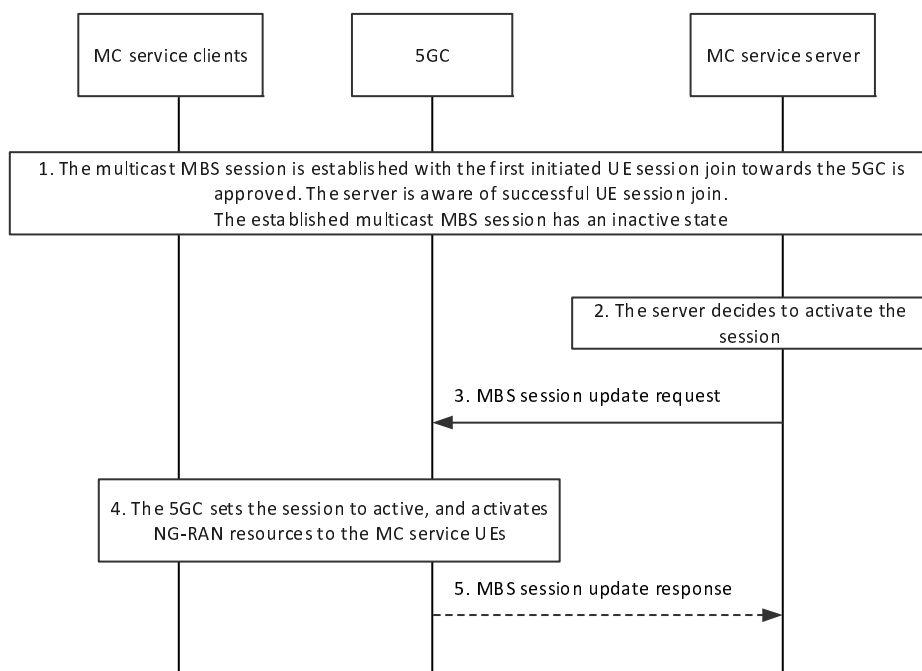 MC service clients
5GC
MC service server
1. The multicast MBS session is established with the first initiated UE session join towards the 5GC is
approved. The server is aware of successful UE session join.
The established multicast MBS session has an inactive state
2. The server decides to activate the
session
3. MBS session update request
4. The 5GC sets the session to active, and activates
NG-RAN resources to the MC service UEs
5. MBS session update response